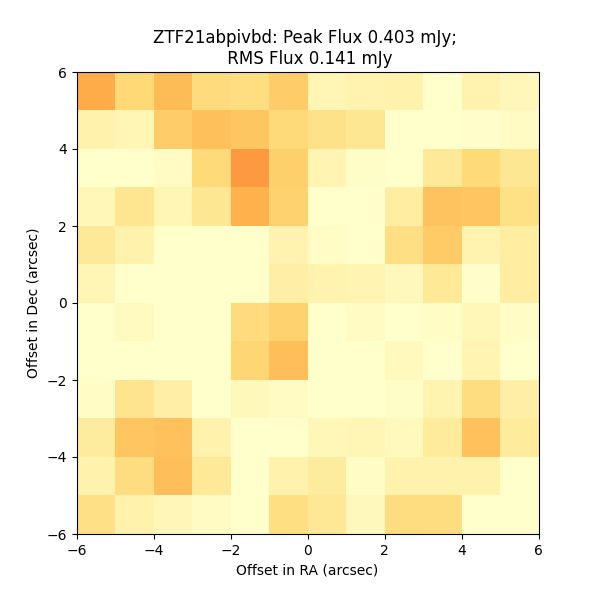 ZTF21abpivbd: Peak Flux 0.403 mJy;
RMS Flux 0.141 mJy
6
4
2
0
−2
−4
−6
Offset in Dec (arcsec)
−6 −4 −2 0 2 4 6
Offset in RA (arcsec)